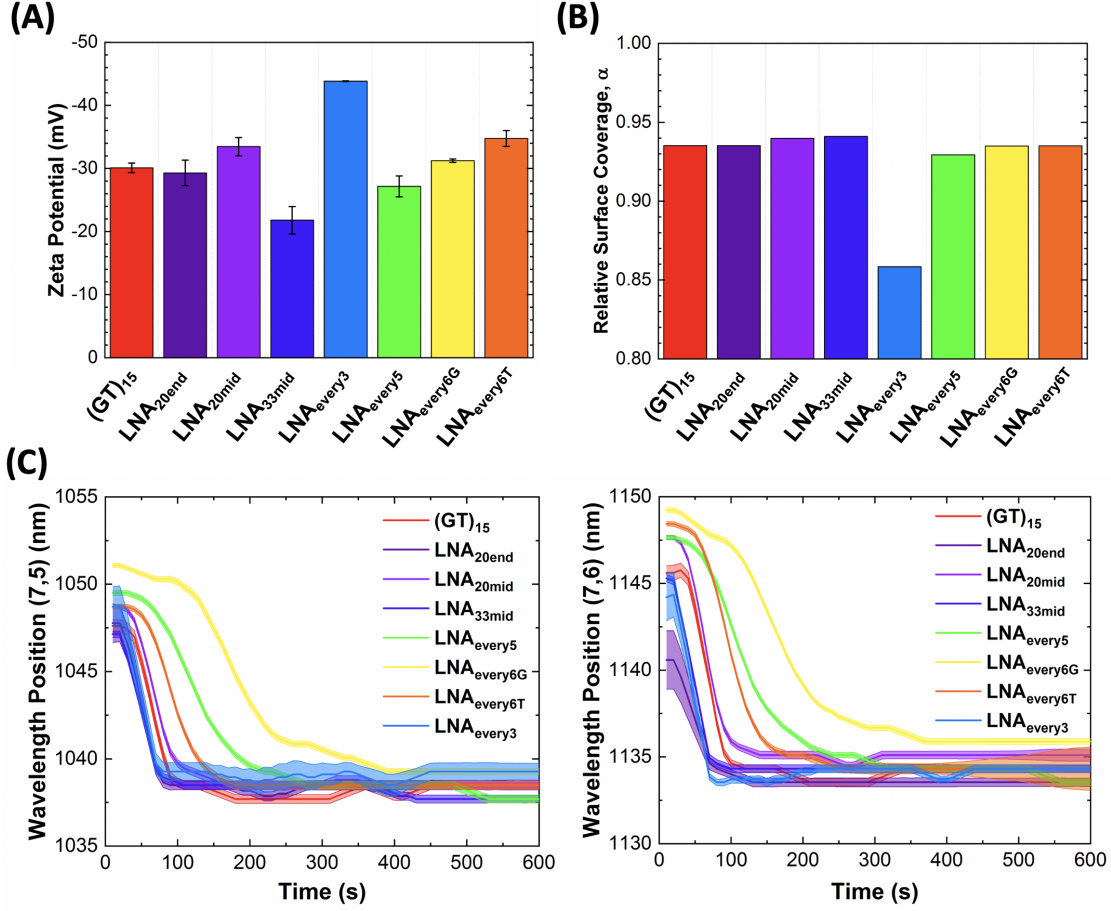 (A)
Zeta Potential (mV)
-50
-40
-30
-20
-10
0
(GT)15
LNA20end
LNA20mid
LNA33mid
LNAevery3
LNAevery5
LNAevery6G
LNAevery6T
(B)
Relative Surface Coverage, α
1.00
0.95
0.90
0.85
0.80
(GT)15
LNA20end
LNA20mid
LNA33mid
LNAevery3
LNAevery5
LNAevery6G
LNAevery6T
(C)
Wavelength Position (7,5) (nm)
1055
1050
1045
1040
1035
(GT)15
LNA20end
LNA20mid
LNA33mid
LNAevery5
LNAevery6G
LNAevery6T
LNAevery3
0 100 200 300 400 500 600
Time (s)
Wavelength Position (7,6) (nm)
1150
1145
1140
1135
1130
(GT)15
LNA20end
LNA20mid
LNA33mid
LNAevery5
LNAevery6G
LNAevery6T
LNAevery3
0 100 200 300 400 500 600
Time (s)